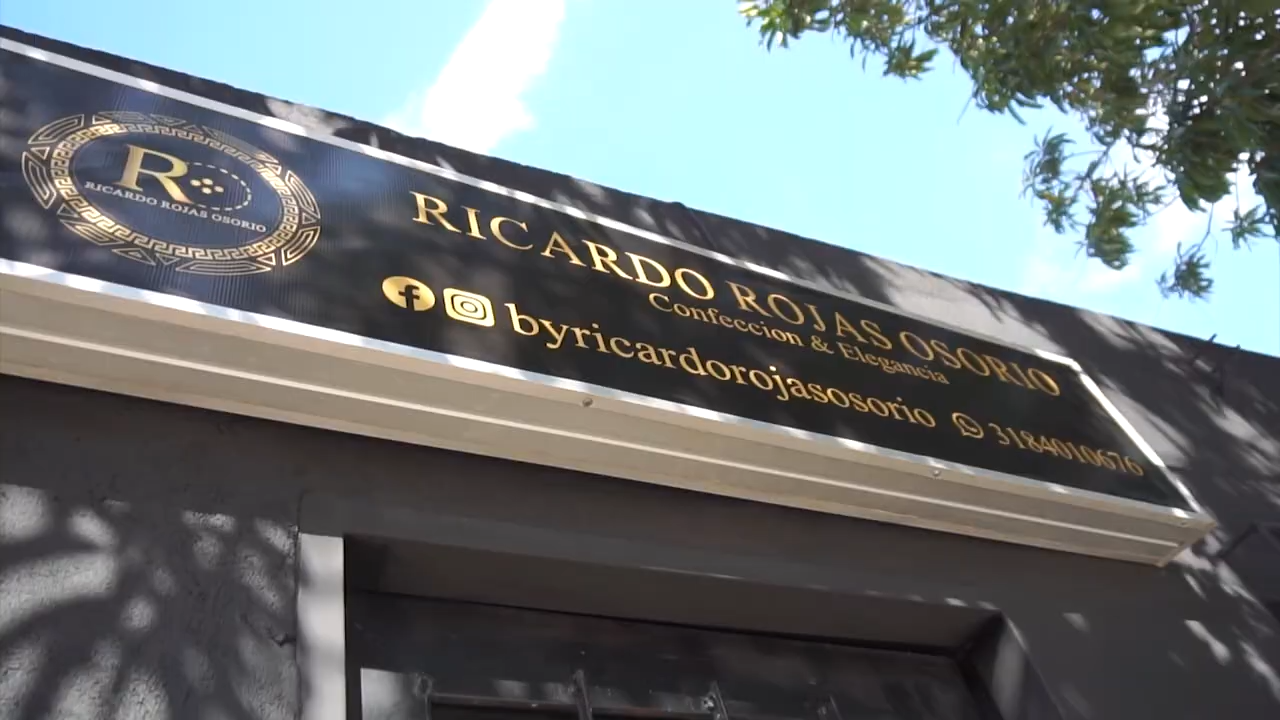 R
RICARDO ROJAS OSORIO
RICARDO ROJAS OSORIO
Confeccion & Elegancia
byricardorojasosorio 3184010676